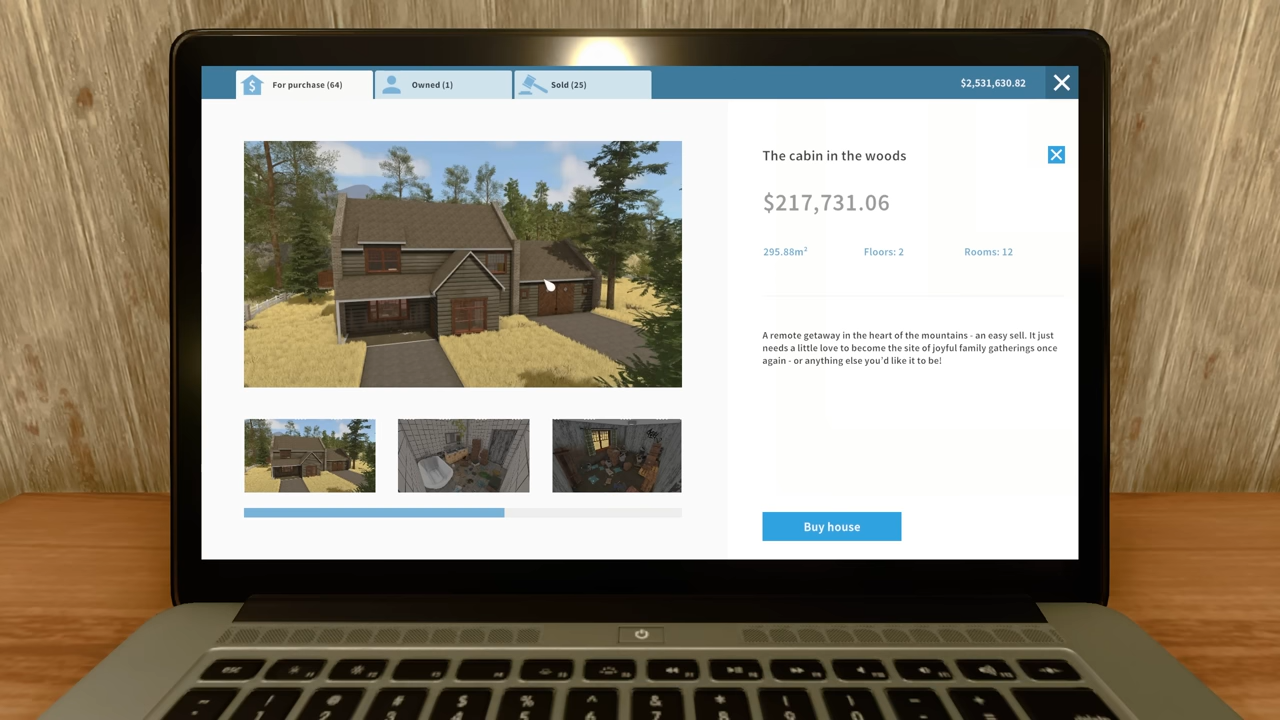 For purchase (64)
Owned (1)
Sold (25)
$2,531,630.82
The cabin in the woods
$217,731.06
295.88m²
Floors: 2
Rooms: 12
A remote getaway in the heart of the mountains - an easy sell. It just
needs a little love to become the site of joyful family gatherings once
again - or anything else you'd like it to be!
Buy house
esc